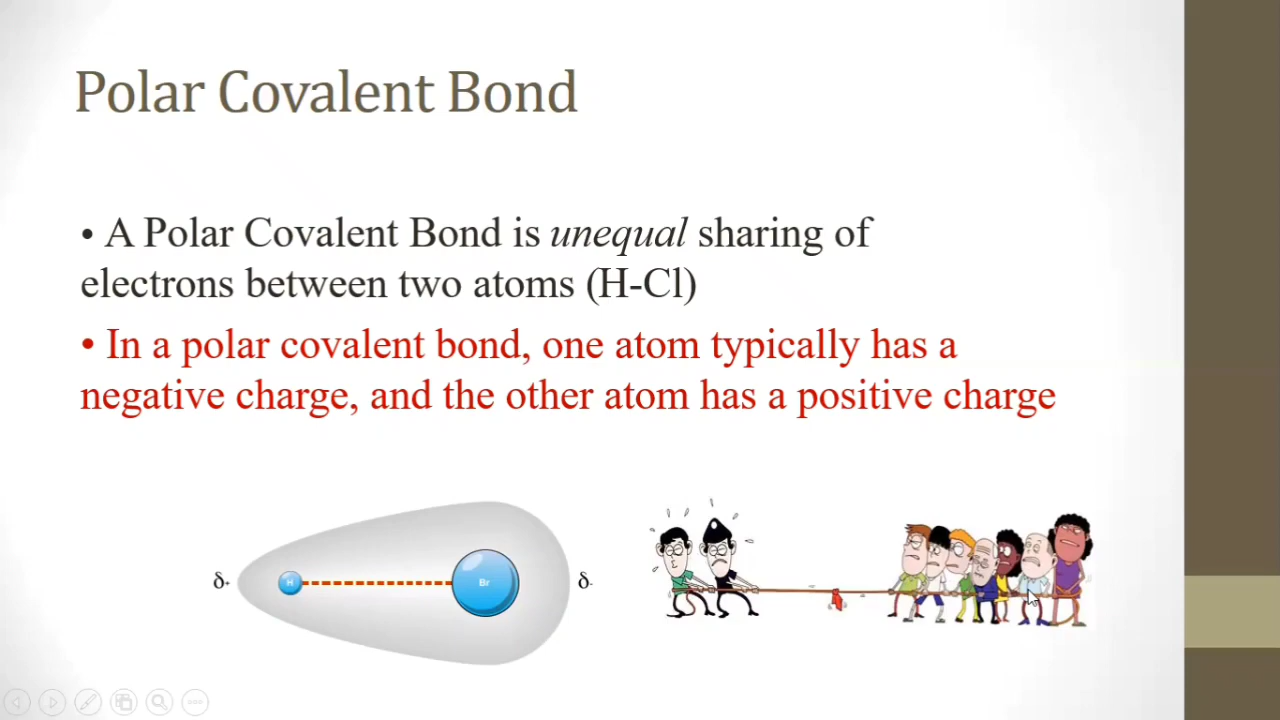 Polar Covalent Bond
• A Polar Covalent Bond is unequal sharing of
electrons between two atoms (H-Cl)
• In a polar covalent bond, one atom typically has a
negative charge, and the other atom has a positive charge
δ+ H Br δ-